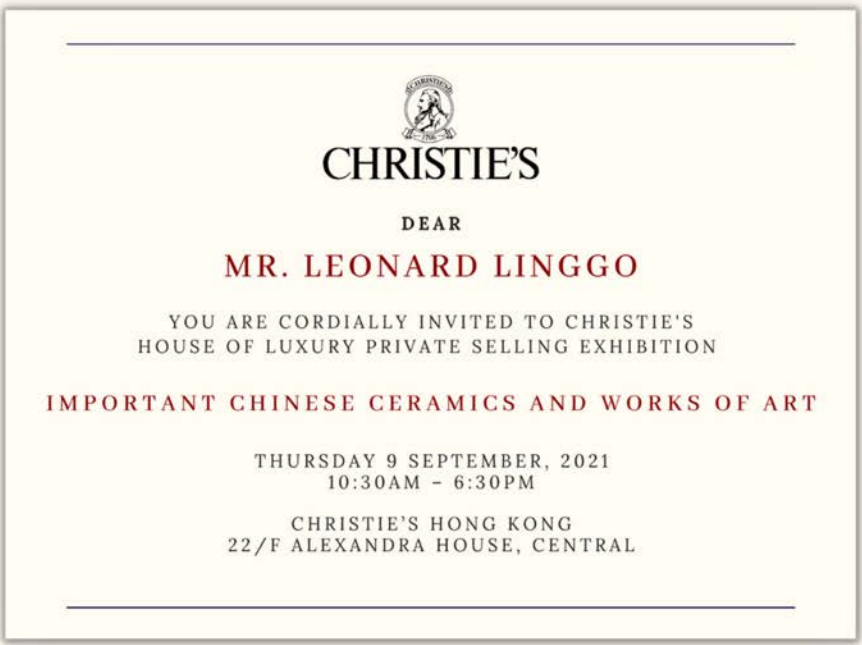 CHRISTIE'S
1766
CHRISTIE'S
DEAR
MR. LEONARD LINGGO
YOU ARE CORDIALLY INVITED TO CHRISTIE'S
HOUSE OF LUXURY PRIVATE SELLING EXHIBITION
IMPORTANT CHINESE CERAMICS AND WORKS OF ART
THURSDAY 9 SEPTEMBER, 2021
10:30AM – 6:30PM
CHRISTIE’S HONG KONG
22/F ALEXANDRA HOUSE, CENTRAL